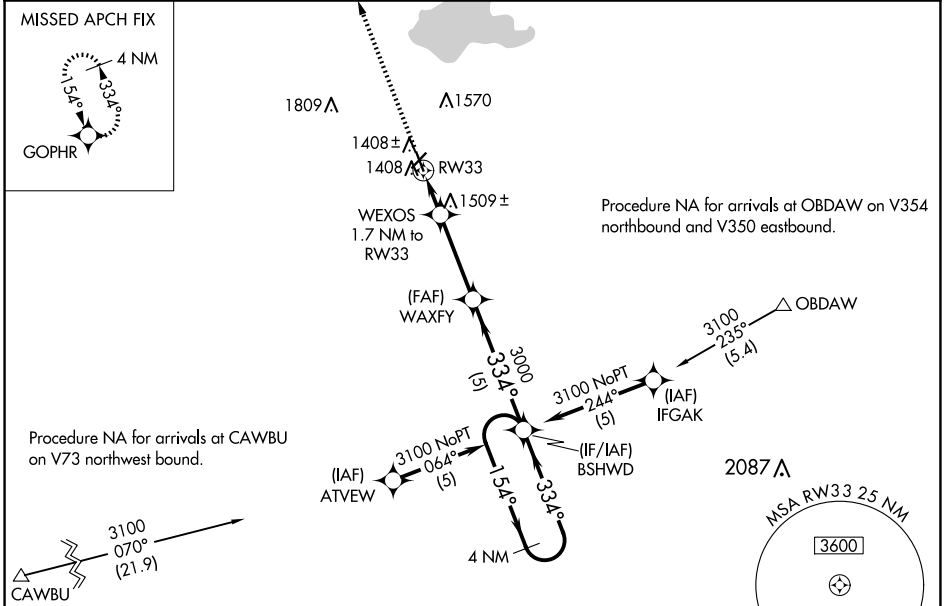 MISSED APCH FIX
4 NM
154°
334°
GOPHR
1809
1570
1408±
1408
RW33
1509±
WEXOS
1.7 NM to
RW33
Procedure NA for arrivals at OBDAW on V354
northbound and V350 eastbound.
(FAF)
WAXFY
OBDAW
3100
235°
(5.4)
3000
334°
(5)
3100 NoPT
244°
(5)
(IAF)
IFGAK
Procedure NA for arrivals at CAWBU
on V73 northwest bound.
3100 NoPT
064°
(5)
(IAF)
ATVEW
(IF/IAF)
BSHWD
154°
334°
4 NM
2087
3100
070°
(21.9)
CAWBU
MSA RW33 25 NM
3600